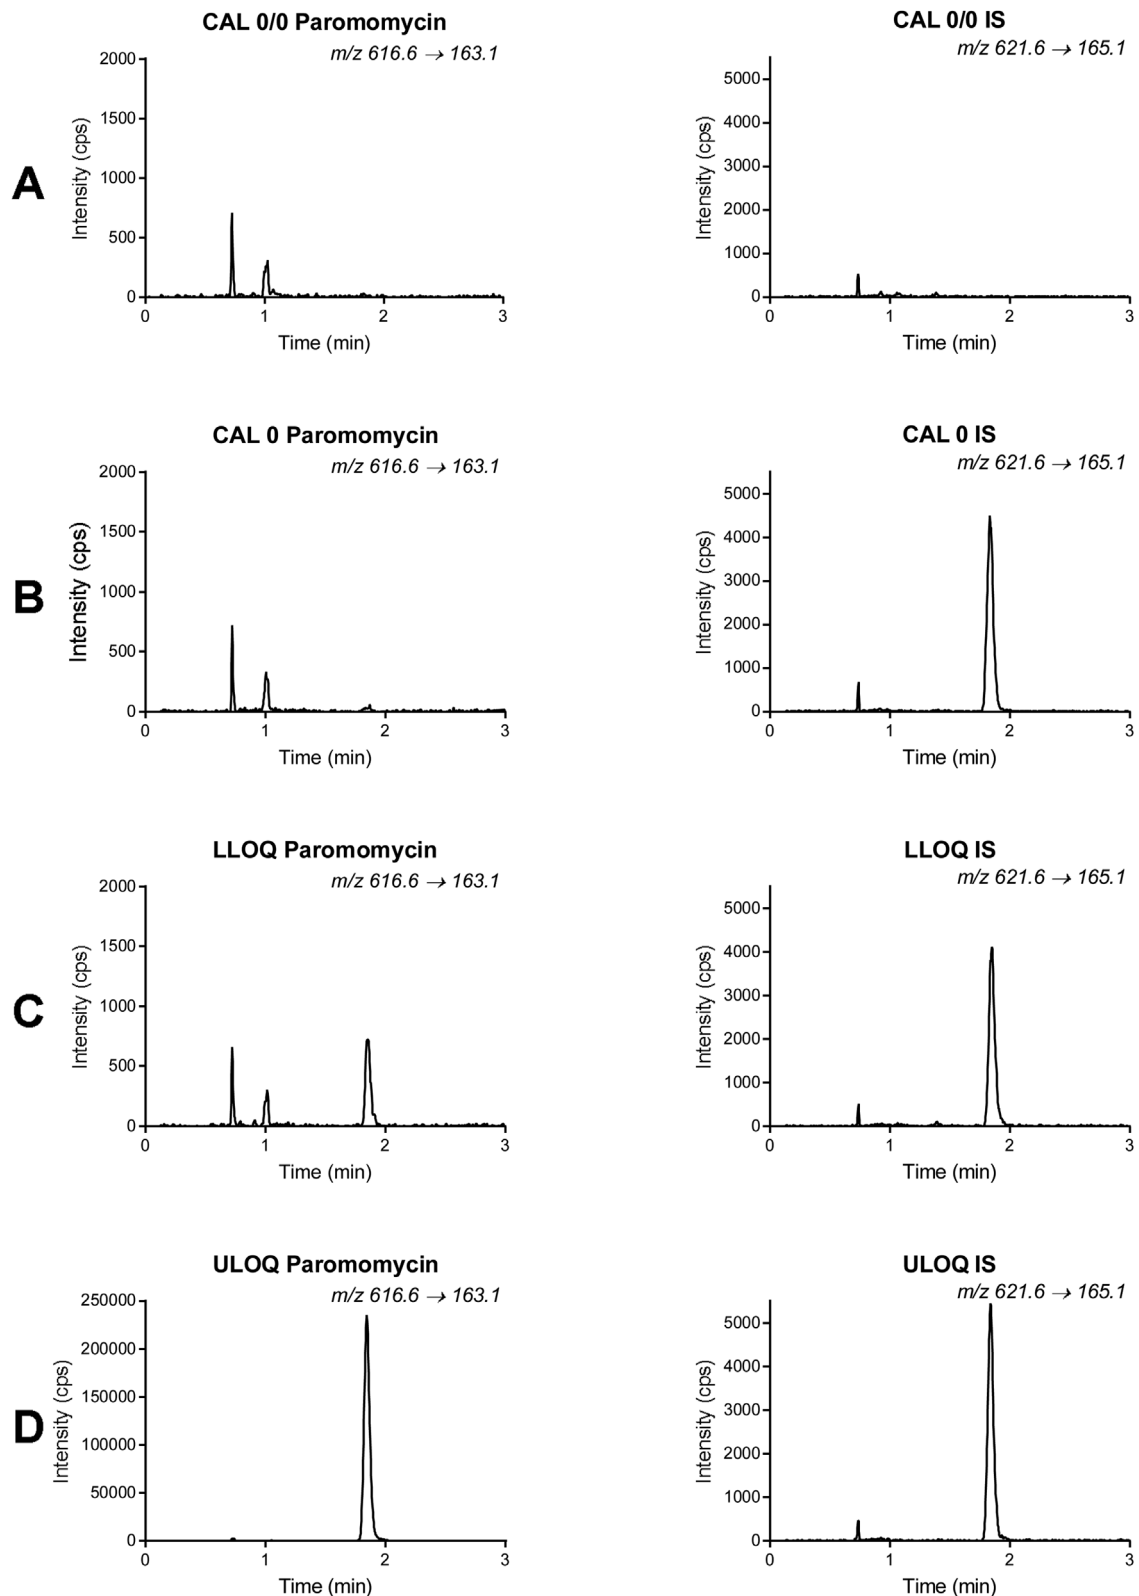 CAL 0/0 Paromomycin
m/z 616.6 → 163.1
2000
1500
1000
500
0
0 1 2 3
Intensity (cps)
Time (min)
CAL 0/0 IS
m/z 621.6 → 165.1
5000
4000
3000
2000
1000
0
0 1 2 3
Intensity (cps)
Time (min)
A
CAL 0 Paromomycin
m/z 616.6 → 163.1
2000
1500
1000
500
0
0 1 2 3
Intensity (cps)
Time (min)
CAL 0 IS
m/z 621.6 → 165.1
5000
4000
3000
2000
1000
0
0 1 2 3
Intensity (cps)
Time (min)
B
LLOQ Paromomycin
m/z 616.6 → 163.1
2000
1500
1000
500
0
0 1 2 3
Intensity (cps)
Time (min)
LLOQ IS
m/z 621.6 → 165.1
5000
4000
3000
2000
1000
0
0 1 2 3
Intensity (cps)
Time (min)
C
ULOQ Paromomycin
m/z 616.6 → 163.1
250000
200000
150000
100000
50000
0
0 1 2 3
Intensity (cps)
Time (min)
ULOQ IS
m/z 621.6 → 165.1
5000
4000
3000
2000
1000
0
0 1 2 3
Intensity (cps)
Time (min)
D